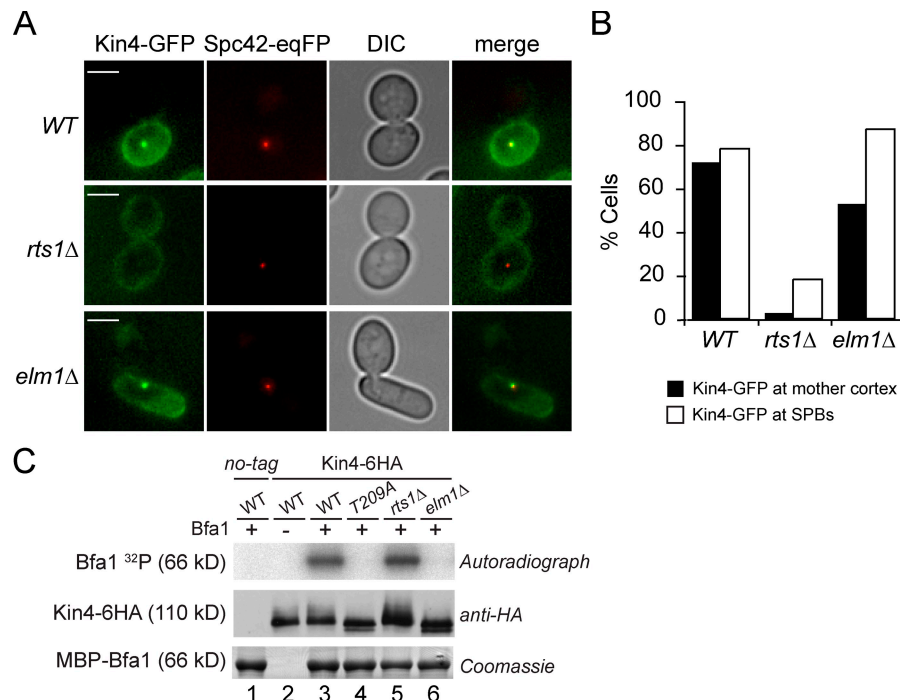 A
Kin4-GFP Spc42-eqFP DIC merge
WT
rts1Δ
elm1Δ
B
100
80
60
40
20
0
% Cells
WT rts1Δ elm1Δ
Kin4-GFP at mother cortex
Kin4-GFP at SPBs
C
no-tag Kin4-6HA
WT WT WT T209A rts1Δ elm1Δ
Bfa1 + - + + + +
Bfa1 ³²P (66 kD) Autoradiograph
Kin4-6HA (110 kD) anti-HA
MBP-Bfa1 (66 kD) Coomassie
1 2 3 4 5 6